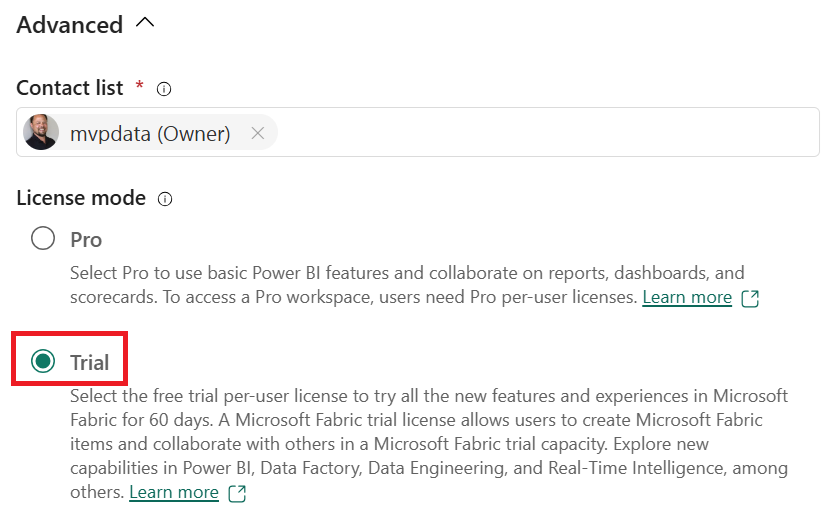 Advanced
Contact list *
mvpdata (Owner)
License mode
Pro
Select Pro to use basic Power BI features and collaborate on reports, dashboards, and
scorecards. To access a Pro workspace, users need Pro per-user licenses. Learn more
Trial
Select the free trial per-user license to try all the new features and experiences in Microsoft
Fabric for 60 days. A Microsoft Fabric trial license allows users to create Microsoft Fabric
items and collaborate with others in a Microsoft Fabric trial capacity. Explore new
capabilities in Power BI, Data Factory, Data Engineering, and Real-Time Intelligence, among
others. Learn more